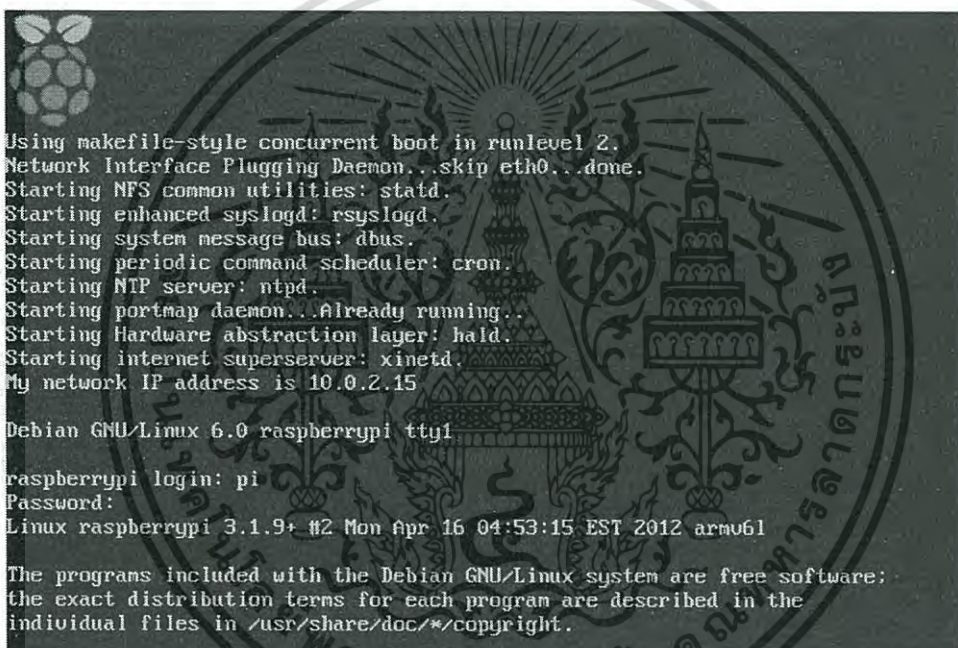 Using makefile-style concurrent boot in runlevel 2.
Network Interface Plugging Daemon...skip eth0...done.
Starting NFS common utilities: statd.
Starting enhanced syslogd: rsyslogd.
Starting system message bus: dbus.
Starting periodic command scheduler: cron.
Starting NTP server: ntpd.
Starting portmap daemon...Already running..
Starting Hardware abstraction layer: hald.
Starting internet superserver: xinetd.
My network IP address is 10.0.2.15
Debian GNU/Linux 6.0 raspberrypi tty1
raspberrypi login: pi
Password:
Linux raspberrypi 3.1.9+ #2 Mon Apr 16 04:53:15 EST 2012 armv6l
The programs included with the Debian GNU/Linux system are free software;
the exact distribution terms for each program are described in the
individual files in /usr/share/doc/*/copyright.